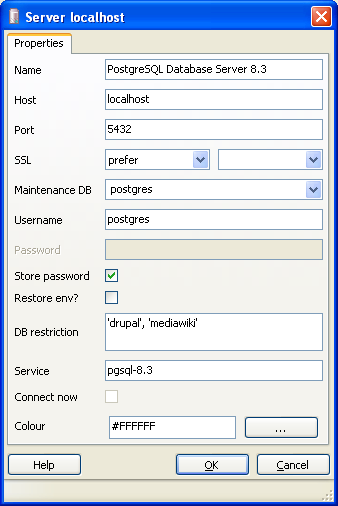 Server localhost
Properties
Name PostgreSQL Database Server 8.3
Host localhost
Port 5432
SSL prefer
Maintenance DB postgres
Username postgres
Password
Store password
Restore env?
DB restriction 'drupal', 'mediawiki'
Service pgsql-8.3
Connect now
Colour #FFFFFF ...
Help OK Cancel